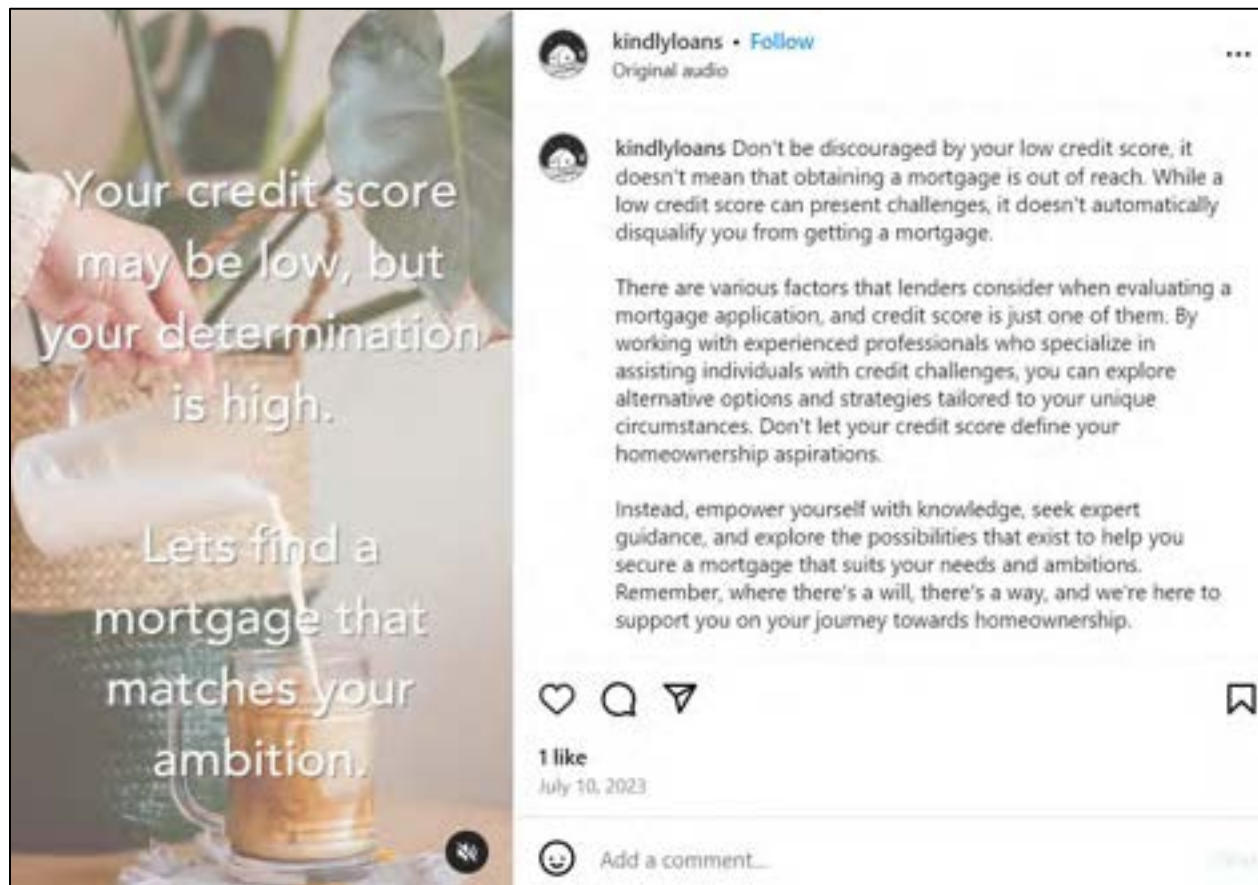 Your credit score
may be low, but
your determination
is high.
Lets find a
mortgage that
matches your
ambition.
kindlyloans • Follow
Original audio
kindlyloans Don't be discouraged by your low credit score, it
doesn't mean that obtaining a mortgage is out of reach. While a
low credit score can present challenges, it doesn't automatically
disqualify you from getting a mortgage.
There are various factors that lenders consider when evaluating a
mortgage application, and credit score is just one of them. By
working with experienced professionals who specialize in
assisting individuals with credit challenges, you can explore
alternative options and strategies tailored to your unique
circumstances. Don't let your credit score define your
homeownership aspirations.
Instead, empower yourself with knowledge, seek expert
guidance, and explore the possibilities that exist to help you
secure a mortgage that suits your needs and ambitions.
Remember, where there's a will, there's a way, and we're here to
support you on your journey towards homeownership.
1 like
July 10, 2023
Add a comment...